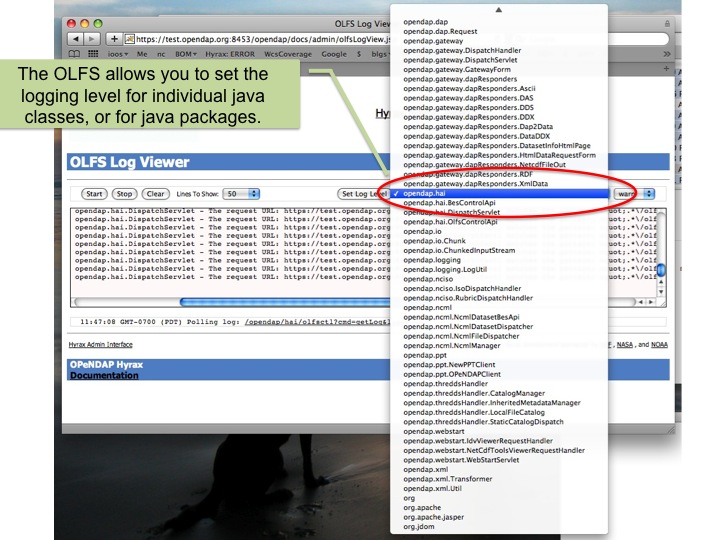 OLFS Log View
https://test.opendap.org:8453/opendap/docs/admin/olfsLogView.js
ioos▾ Me nc BOM▾ Hyrax: ERROR WcsCoverage Google $ blgs
The OLFS allows you to set the
logging level for individual java
classes, or for java packages.
Hy
OLFS Log Viewer
Start Stop Clear Lines To Show: 50 Set Log Level
warn
opendap.hai.DispatchServlet - The request URL: https://test.opendap.org
opendap.hai.DispatchServlet - The request URL: https://test.opendap.org
opendap.hai.DispatchServlet - The request URL: https://test.opendap.org
opendap.hai.DispatchServlet - The request URL: https://test.opendap.org
opendap.hai.DispatchServlet - The request URL: https://test.opendap.org
opendap.hai.DispatchServlet - The request URL: https://test.opendap.org
11:47:08 GMT-0700 (PDT) Polling log: /opendap/hai/olfsctl?cmd=getLog&l
Hyrax Admin Interface
, NASA , and NOAA
OPeNDAP Hyrax
Documentation
opendap.dap
opendap.dap.Request
opendap.gateway
opendap.gateway.DispatchHandler
opendap.gateway.DispatchServlet
opendap.gateway.GatewayForm
opendap.gateway.dapResponders
opendap.gateway.dapResponders.Ascii
opendap.gateway.dapResponders.DAS
opendap.gateway.dapResponders.DDS
opendap.gateway.dapResponders.DDX
opendap.gateway.dapResponders.Dap2Data
opendap.gateway.dapResponders.DataDDX
opendap.gateway.dapResponders.DatasetInfoHtmlPage
opendap.gateway.dapResponders.HtmlDataRequestForm
opendap.gateway.dapResponders.NetcdfFileOut
opendap.gateway.dapResponders.RDF
opendap.gateway.dapResponders.XmlData
✓ opendap.hai
opendap.hai.BesControlApi
opendap.hai.DispatchServlet
opendap.hai.OlfsControlApi
opendap.io
opendap.io.Chunk
opendap.io.ChunkedInputStream
opendap.logging
opendap.logging.LogUtil
opendap.nciso
opendap.nciso.IsoDispatchHandler
opendap.nciso.RubricDispatchHandler
opendap.ncml
opendap.ncml.NcmlDatasetBesApi
opendap.ncml.NcmlDatasetDispatcher
opendap.ncml.NcmlFileDispatcher
opendap.ncml.NcmlManager
opendap.ppt
opendap.ppt.NewPPTClient
opendap.ppt.OPeNDAPClient
opendap.threddsHandler
opendap.threddsHandler.CatalogManager
opendap.threddsHandler.InheritedMetadataManager
opendap.threddsHandler.LocalFileCatalog
opendap.threddsHandler.StaticCatalogDispatch
opendap.webstart
opendap.webstart.IdvViewerRequestHandler
opendap.webstart.NetCdfToolsViewerRequestHandler
opendap.webstart.WebStartServlet
opendap.xml
opendap.xml.Transformer
opendap.xml.Util
org
org.apache
org.apache.jasper
org.jdom